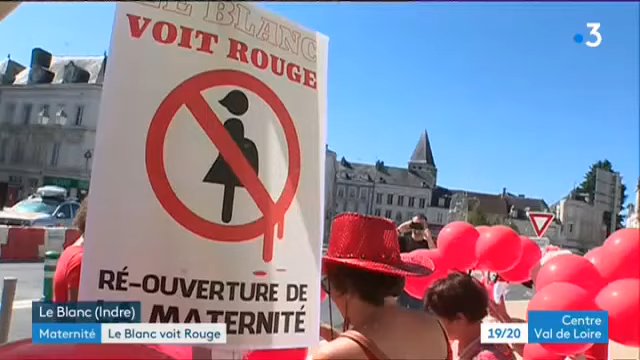 LE BLANC
VOIT ROUGE
RÉ-OUVERTURE DE
MATERNITÉ
3
Le Blanc (Indre)
Maternité Le Blanc voit Rouge
19/20
Centre
Val de Loire